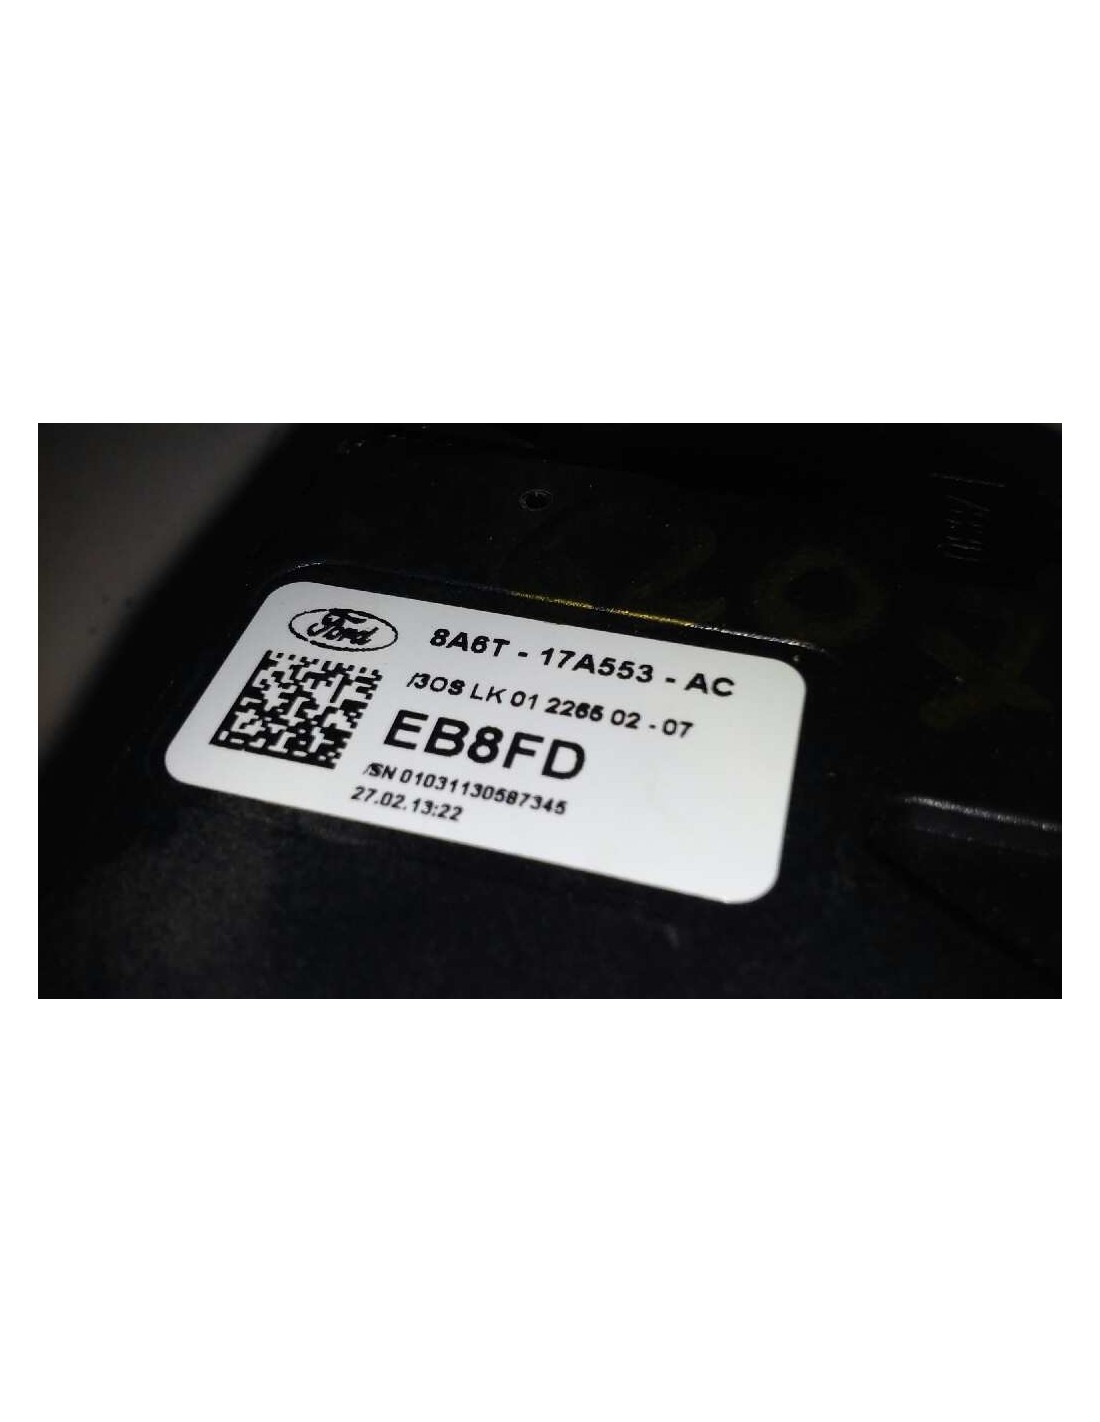 Ford
8A6T - 17A553 - AC
/3OS LK 01 2265 02 - 07
EB8FD
/SN 01031130587345
27.02.13:22